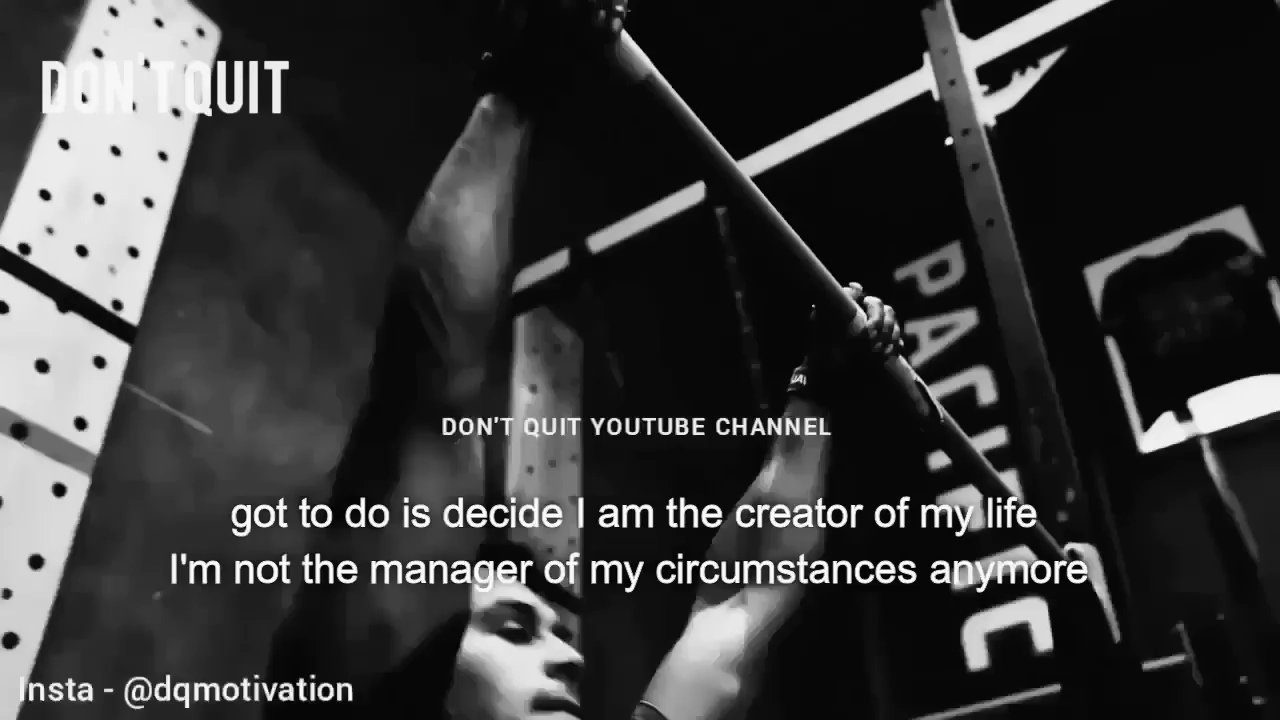 DON'T QUIT
PACIFIC
DON'T QUIT YOUTUBE CHANNEL
got to do is decide I am the creator of my life
I'm not the manager of my circumstances anymore
Insta - @dqmotivation